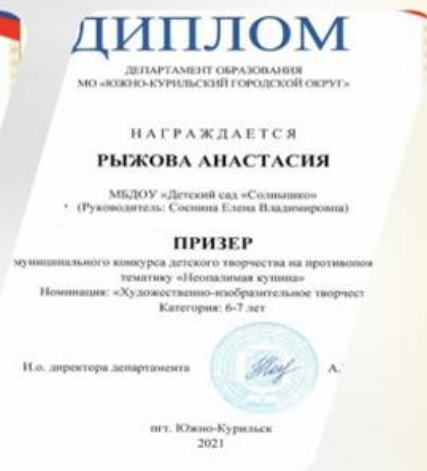 ДИПЛОМ
ДЕПАРТАМЕНТ ОБРАЗОВАНИЯ
МО «ЮЖНО-КУРИЛЬСКИЙ ГОРОДСКОЙ ОКРУГ»
НАГРАЖДАЕТСЯ
РЫЖОВА АНАСТАСИЯ
МБДОУ «Детский сад «Солнышко»
(Руководитель: Соснина Елена Владимировна)
ПРИЗЕР
муниципального конкурса детского творчества на противопож
тематику «Неопалимая купина»
Номинация: «Художественно-изобразительное творчест
Категория: 6-7 лет
И.о. директора департамента А.
пгт. Южно-Курильск
2021